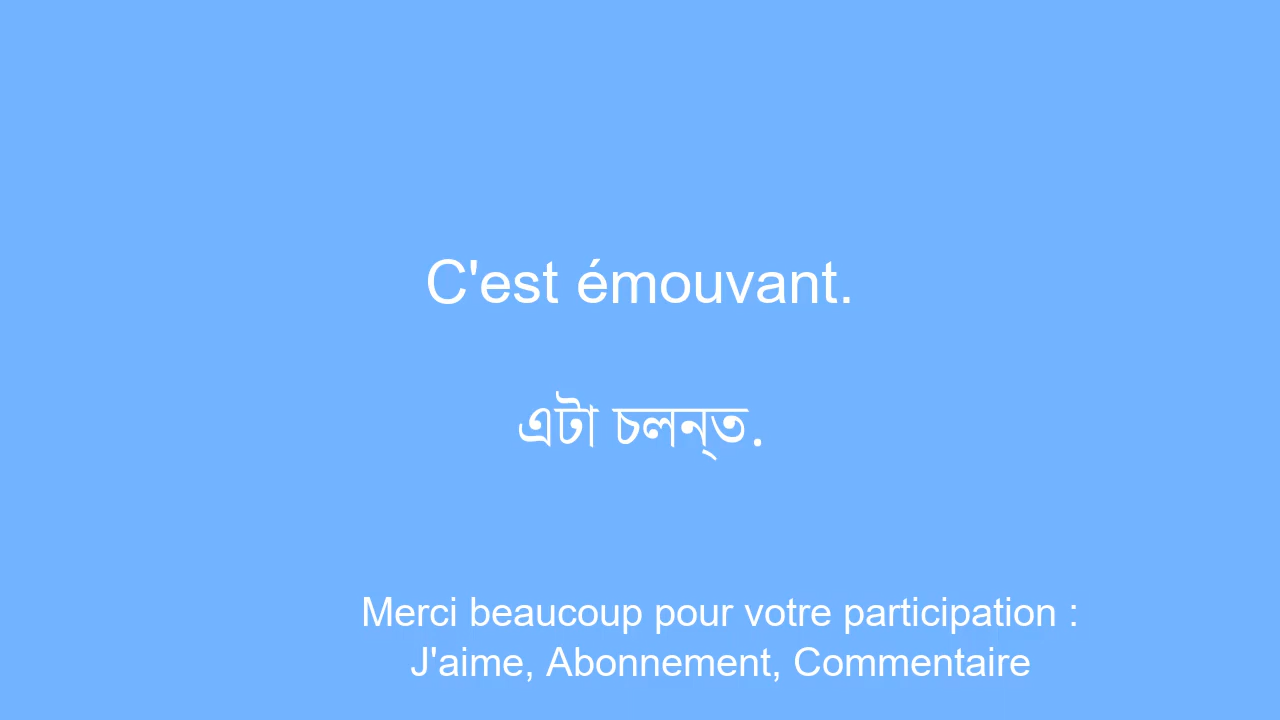 C'est émouvant.
এটা চলন্ত.
Merci beaucoup pour votre participation :
J'aime, Abonnement, Commentaire